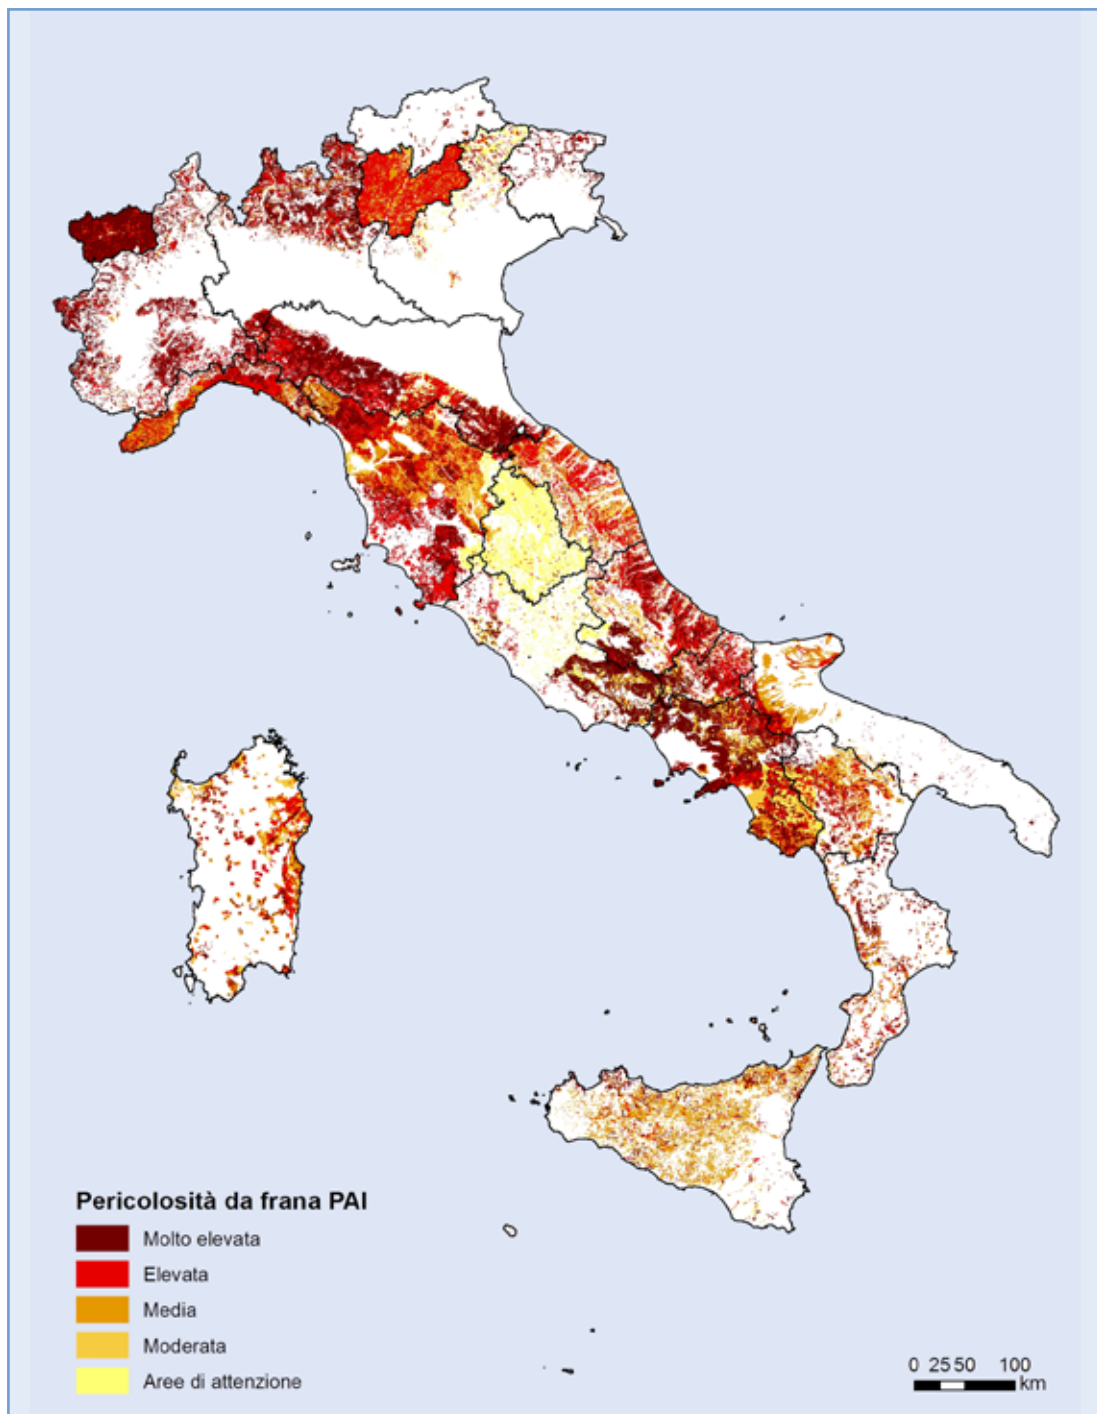 Pericolosità da frana PAI
Molto elevata
Elevata
Media
Moderata
Aree di attenzione
0 25 50 100
km